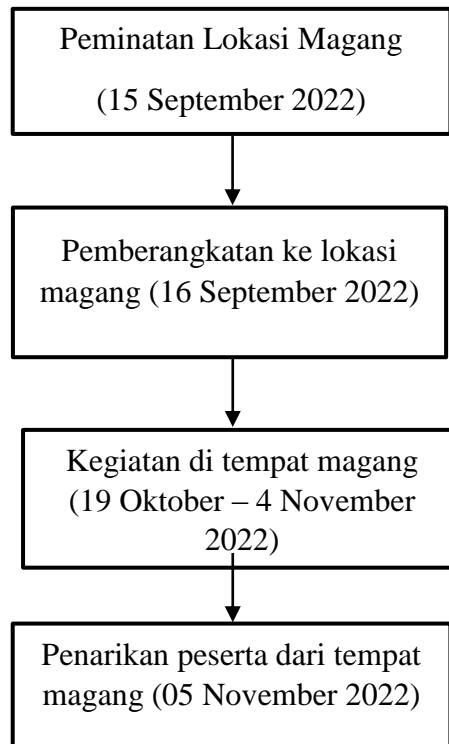 Peminatan Lokasi Magang
(15 September 2022)
Pemberangkatan ke lokasi
magang (16 September 2022)
Kegiatan di tempat magang
(19 Oktober – 4 November
2022)
Penarikan peserta dari tempat
magang (05 November 2022)